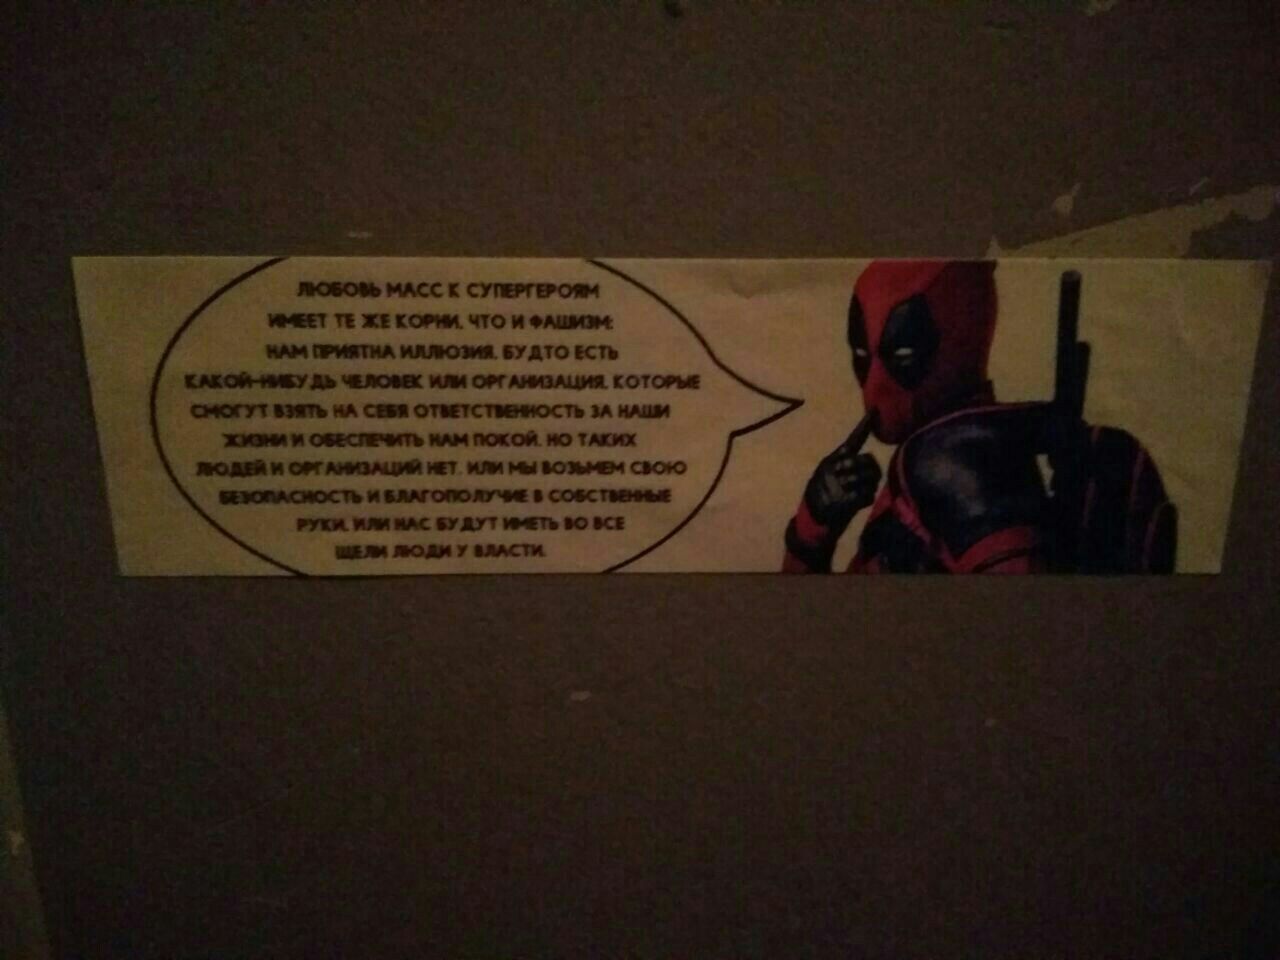 ЛЮБОВЬ МАСС К СУПЕРГЕРОЯМ
ИМЕЕТ ТЕ ЖЕ КОРНИ, ЧТО И ФАШИЗМ:
НАМ ПРИЯТНА ИЛЛЮЗИЯ, БУДТО ЕСТЬ
КАКОЙ-НИБУДЬ ЧЕЛОВЕК ИЛИ ОРГАНИЗАЦИЯ, КОТОРЫЕ
СМОГУТ ВЗЯТЬ НА СЕБЯ ОТВЕТСТВЕННОСТЬ ЗА НАШИ
ЖИЗНИ И ОБЕСПЕЧИТЬ НАМ ПОКОЙ. НО ТАКИХ
ЛЮДЕЙ И ОРГАНИЗАЦИЙ НЕТ. ИЛИ МЫ ВОЗЬМЕМ СВОЮ
БЕЗОПАСНОСТЬ И БЛАГОПОЛУЧИЕ В СОБСТВЕННЫЕ
РУКИ, ИЛИ НАС БУДУТ ИМЕТЬ ВО ВСЕ
ЩЕЛИ ЛЮДИ У ВЛАСТИ.